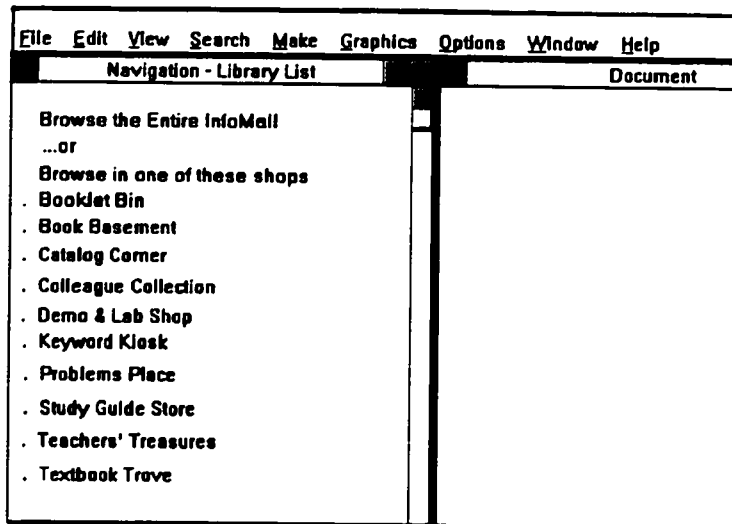 File Edit View Search Make Graphics Options Window Help
Navigation - Library List Document
Browse the Entire InfoMall
...or
Browse in one of these shops
. Booklet Bin
. Book Basement
. Catalog Corner
. Colleague Collection
. Demo & Lab Shop
. Keyword Kiosk
. Problems Place
. Study Guide Store
. Teachers' Treasures
. Textbook Trove